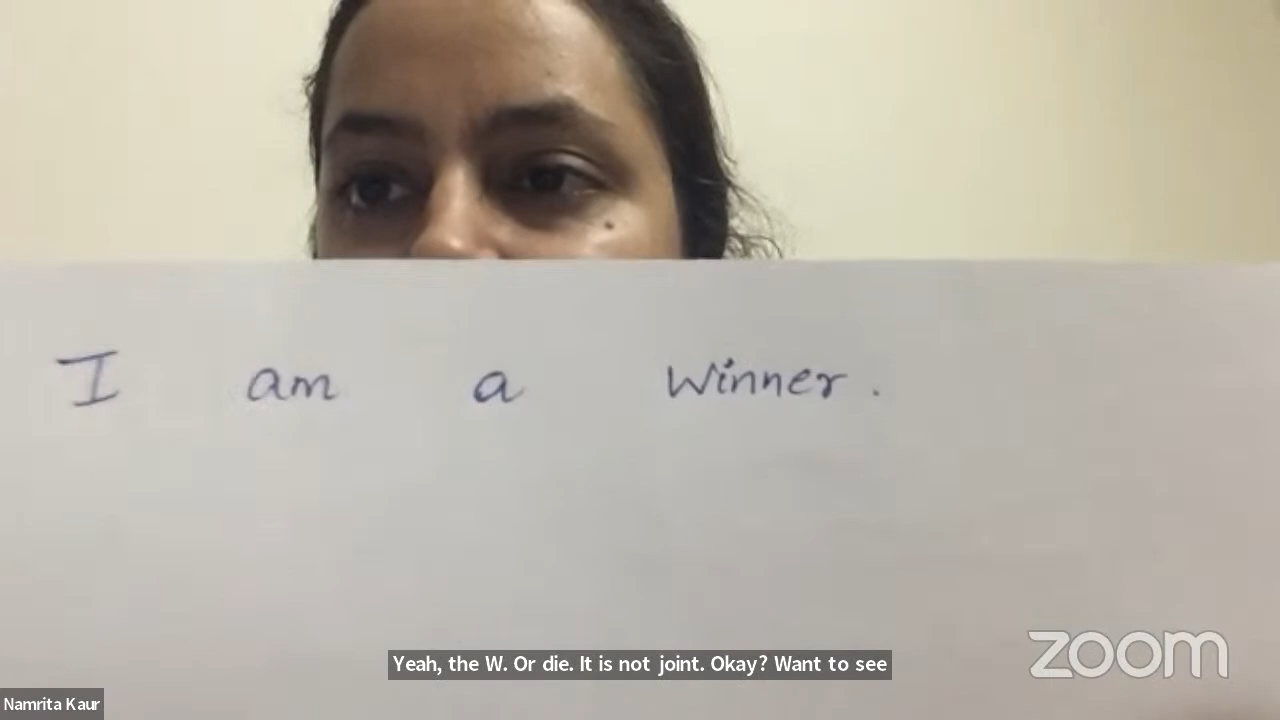 I am a Winner.
Yeah, the W. Or die. It is not joint. Okay? Want to see
zoom
Namrita Kaur